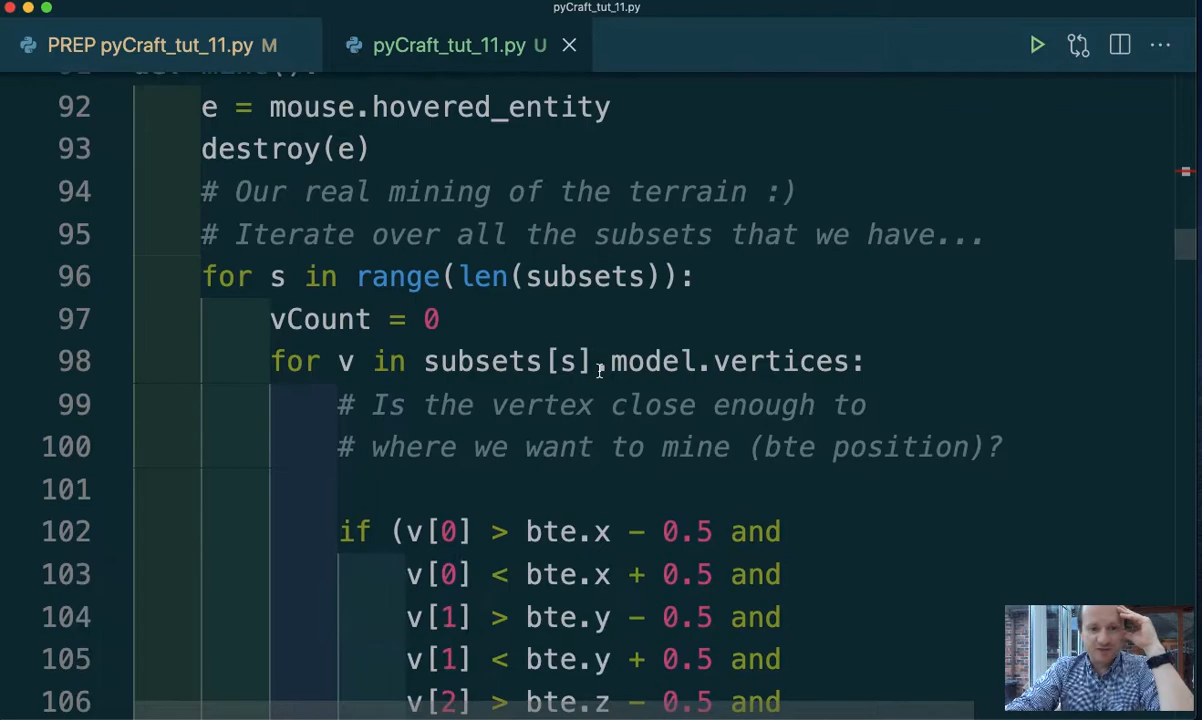 pyCraft_tut_11.py
PREP pyCraft_tut_11.py M
pyCraft_tut_11.py U
92 e = mouse.hovered_entity
93 destroy(e)
94 # Our real mining of the terrain :)
95 # Iterate over all the subsets that we have...
96 for s in range(len(subsets)):
97 vCount = 0
98 for v in subsets[s].model.vertices:
99 # Is the vertex close enough to
100 # where we want to mine (bte position)?
101
102 if (v[0] > bte.x - 0.5 and
103 v[0] < bte.x + 0.5 and
104 v[1] > bte.y - 0.5 and
105 v[1] < bte.y + 0.5 and
106 v[2] > bte.z - 0.5 and